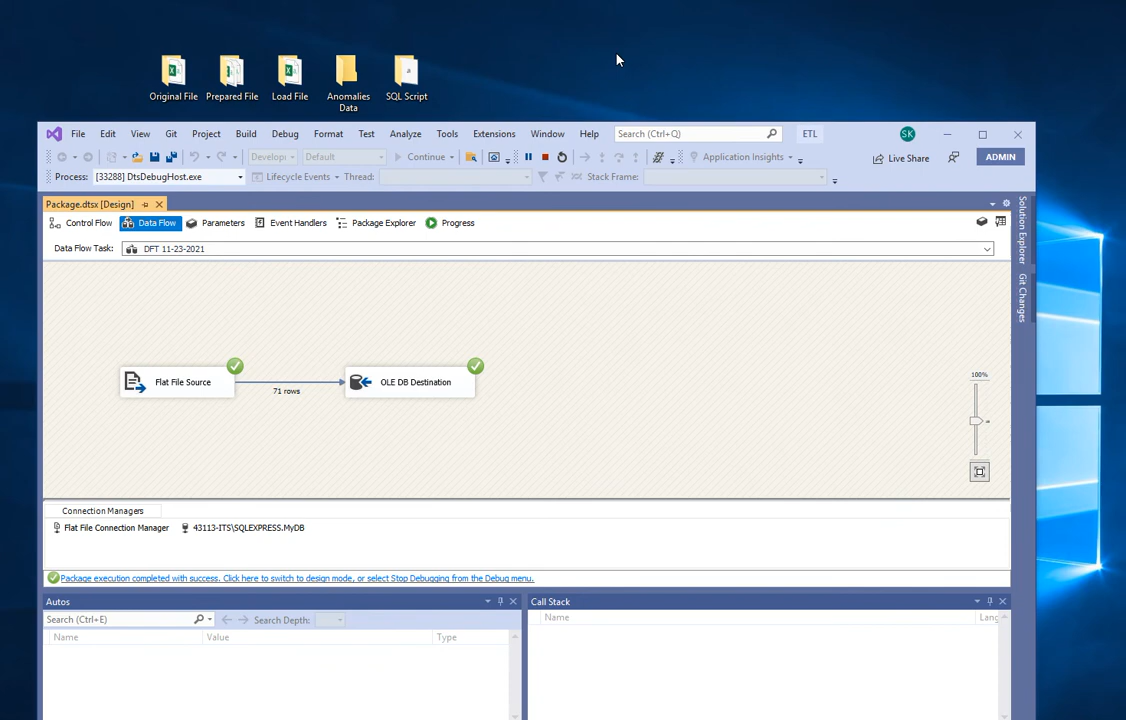 Original File
Prepared File
Load File
Anomalies
Data
SQL Script
File Edit View Git Project Build Debug Format Test Analyze Tools Extensions Window Help Search (Ctrl+Q) ETL SK
Develop Default Continue Application Insights Live Share ADMIN
Process: [33288] DtsDebugHost.exe Lifecycle Events Thread: Stack Frame:
Package.dtsx [Design]
Control Flow Data Flow Parameters Event Handlers Package Explorer Progress
Data Flow Task: DFT 11-23-2021
Solution Explorer
Git Changes
Flat File Source
71 rows
OLE DB Destination
100%
Connection Managers
Flat File Connection Manager 43113-ITS\SQLEXPRESS.MyDB
Package execution completed with success. Click here to switch to design mode, or select Stop Debugging from the Debug menu.
Autos
Search (Ctrl+E) Search Depth:
Name Value Type
Call Stack
Name Lang